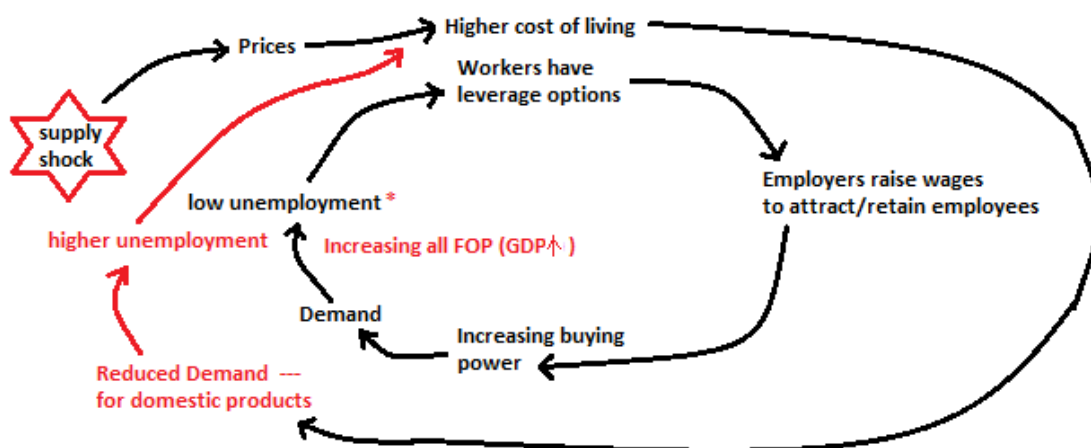 Higher cost of living
Prices
Workers have
leverage options
supply
shock
Employers raise wages
to attract/retain employees
low unemployment *
higher unemployment
Increasing all FOP (GDP↑)
Demand
Increasing buying
power
Reduced Demand ---
for domestic products